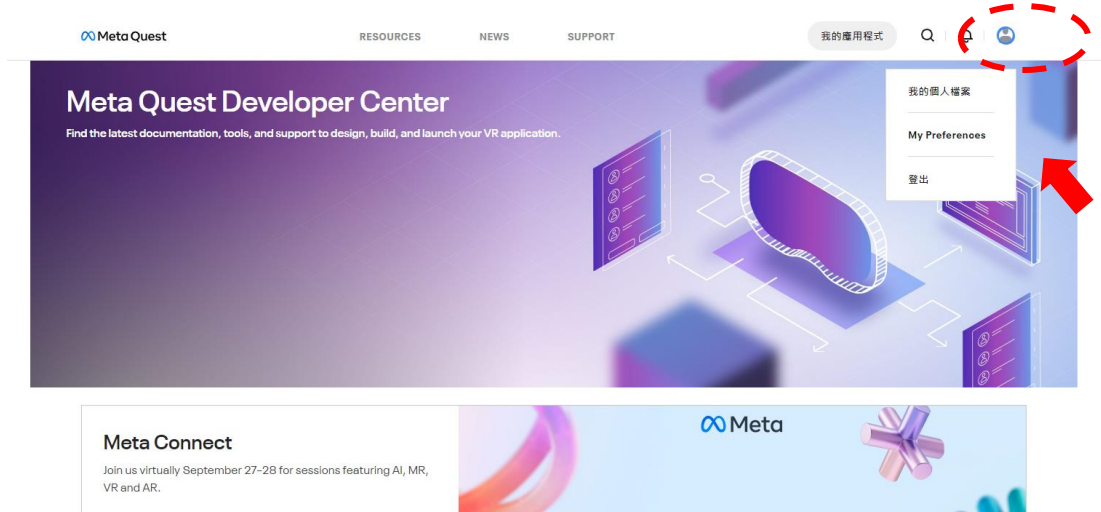 Meta Quest
RESOURCES
NEWS
SUPPORT
我的應用程式
我的個人檔案
My Preferences
登出
Meta Quest Developer Center
Find the latest documentation, tools, and support to design, build, and launch your VR application.
Meta Connect
Join us virtually September 27-28 for sessions featuring AI, MR,
VR and AR.
Meta